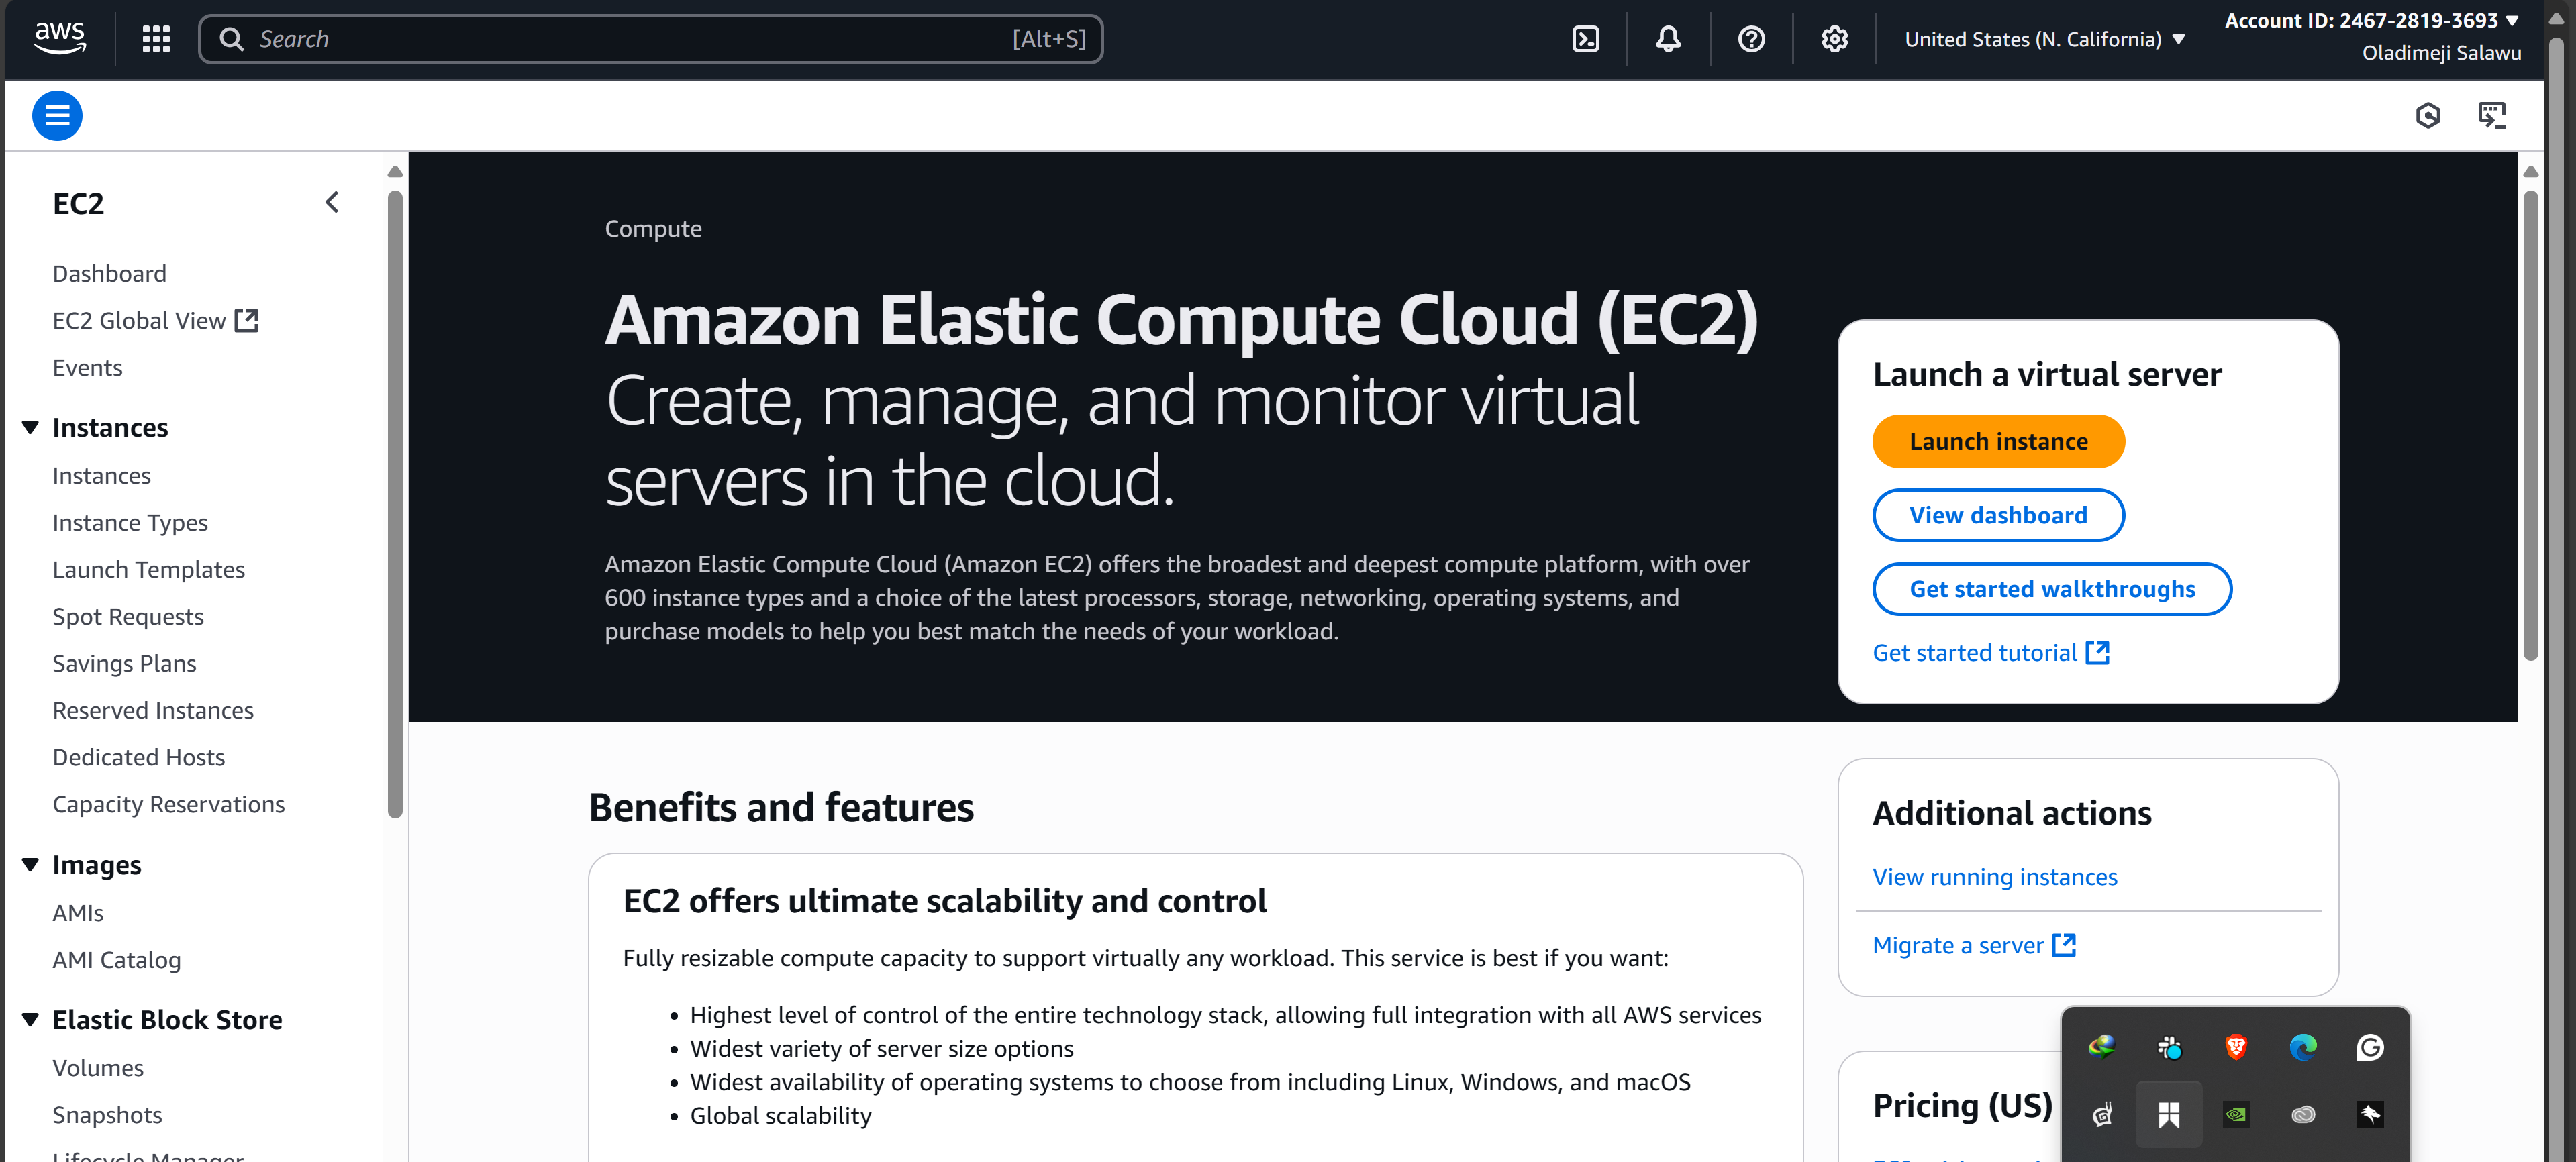 aws
Search
[Alt+S]
United States (N. California)
Account ID: 2467-2819-3693
Oladimeji Salawu
EC2
Dashboard
EC2 Global View
Events
Instances
Instances
Instance Types
Launch Templates
Spot Requests
Savings Plans
Reserved Instances
Dedicated Hosts
Capacity Reservations
Images
AMIs
AMI Catalog
Elastic Block Store
Volumes
Snapshots
Lifecycle Manager
Compute
Amazon Elastic Compute Cloud (EC2)
Create, manage, and monitor virtual
servers in the cloud.
Amazon Elastic Compute Cloud (Amazon EC2) offers the broadest and deepest compute platform, with over
600 instance types and a choice of the latest processors, storage, networking, operating systems, and
purchase models to help you best match the needs of your workload.
Launch a virtual server
Launch instance
View dashboard
Get started walkthroughs
Get started tutorial
Benefits and features
EC2 offers ultimate scalability and control
Fully resizable compute capacity to support virtually any workload. This service is best if you want:
• Highest level of control of the entire technology stack, allowing full integration with all AWS services
• Widest variety of server size options
• Widest availability of operating systems to choose from including Linux, Windows, and macOS
• Global scalability
Additional actions
View running instances
Migrate a server
Pricing (US)